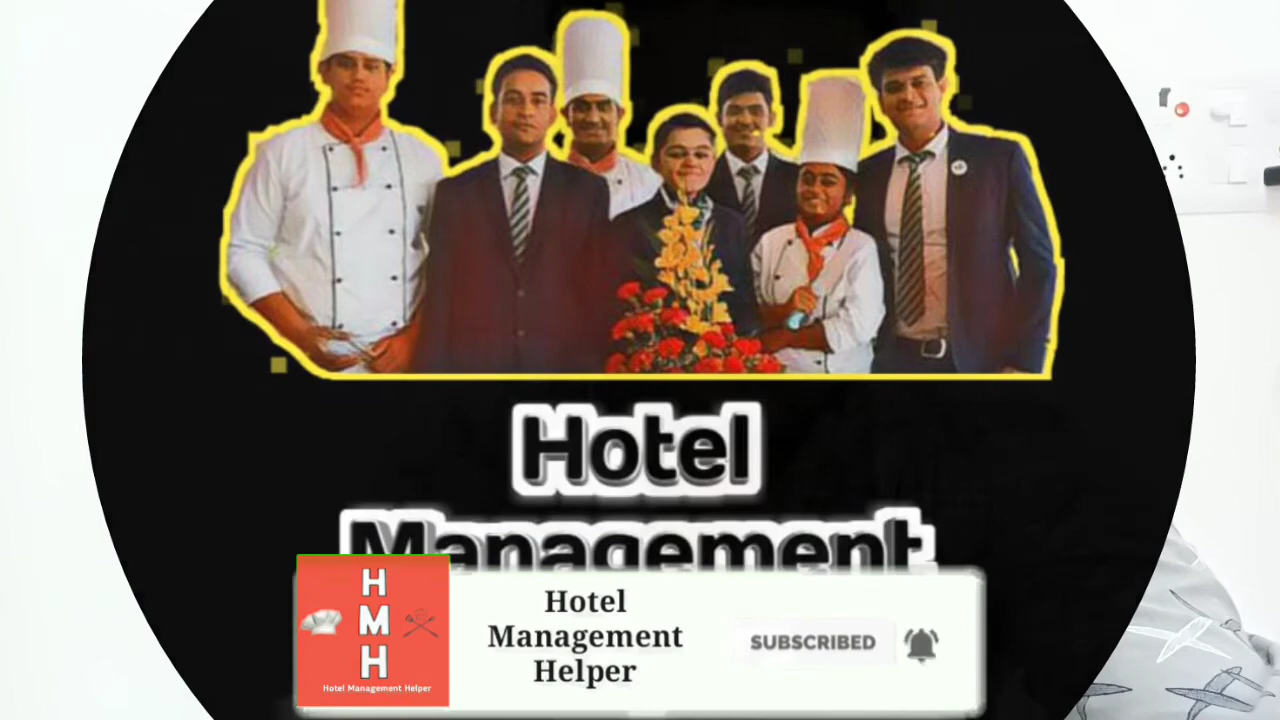 Hotel
Management
H
M
H
Hotel Management Helper
Hotel
Management
Helper
SUBSCRIBED